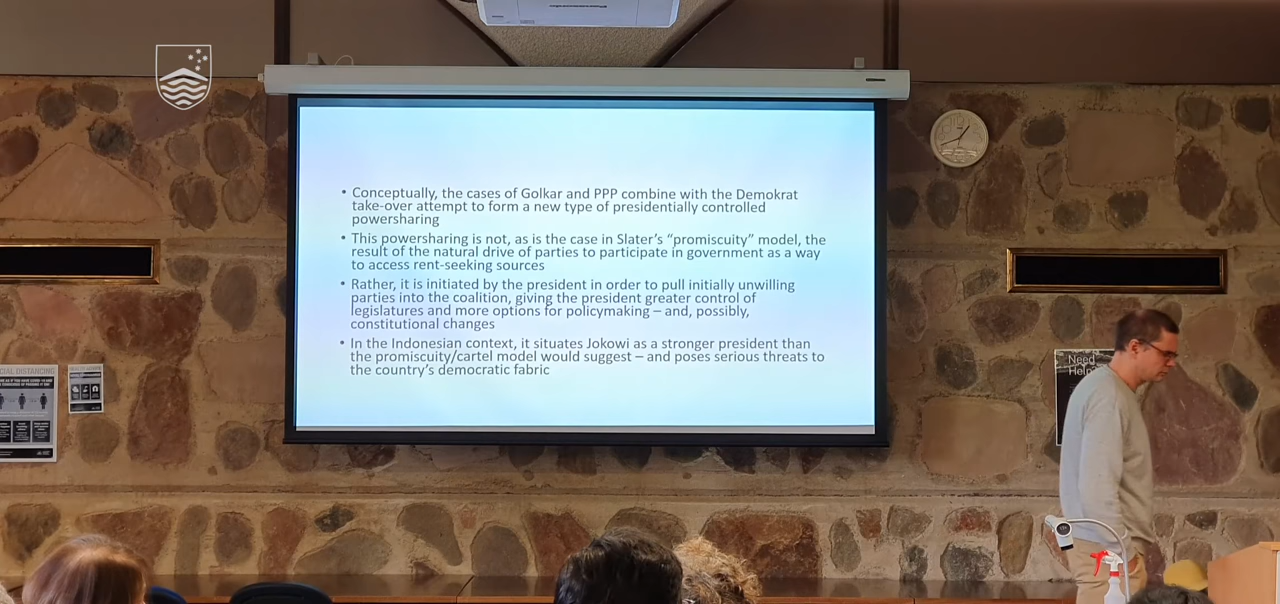 • Conceptually, the cases of Golkar and PPP combine with the Demokrat
take-over attempt to form a new type of presidentially controlled
powersharing
• This powersharing is not, as is the case in Slater's "promiscuity" model, the
result of the natural drive of parties to participate in government as a way
to access rent-seeking sources
• Rather, it is initiated by the president in order to pull initially unwilling
parties into the coalition, giving the president greater control of
legislatures and more options for policymaking – and, possibly,
constitutional changes
• In the Indonesian context, it situates Jokowi as a stronger president than
the promiscuity/cartel model would suggest – and poses serious threats to
the country's democratic fabric
Need
Help
DISTANCING